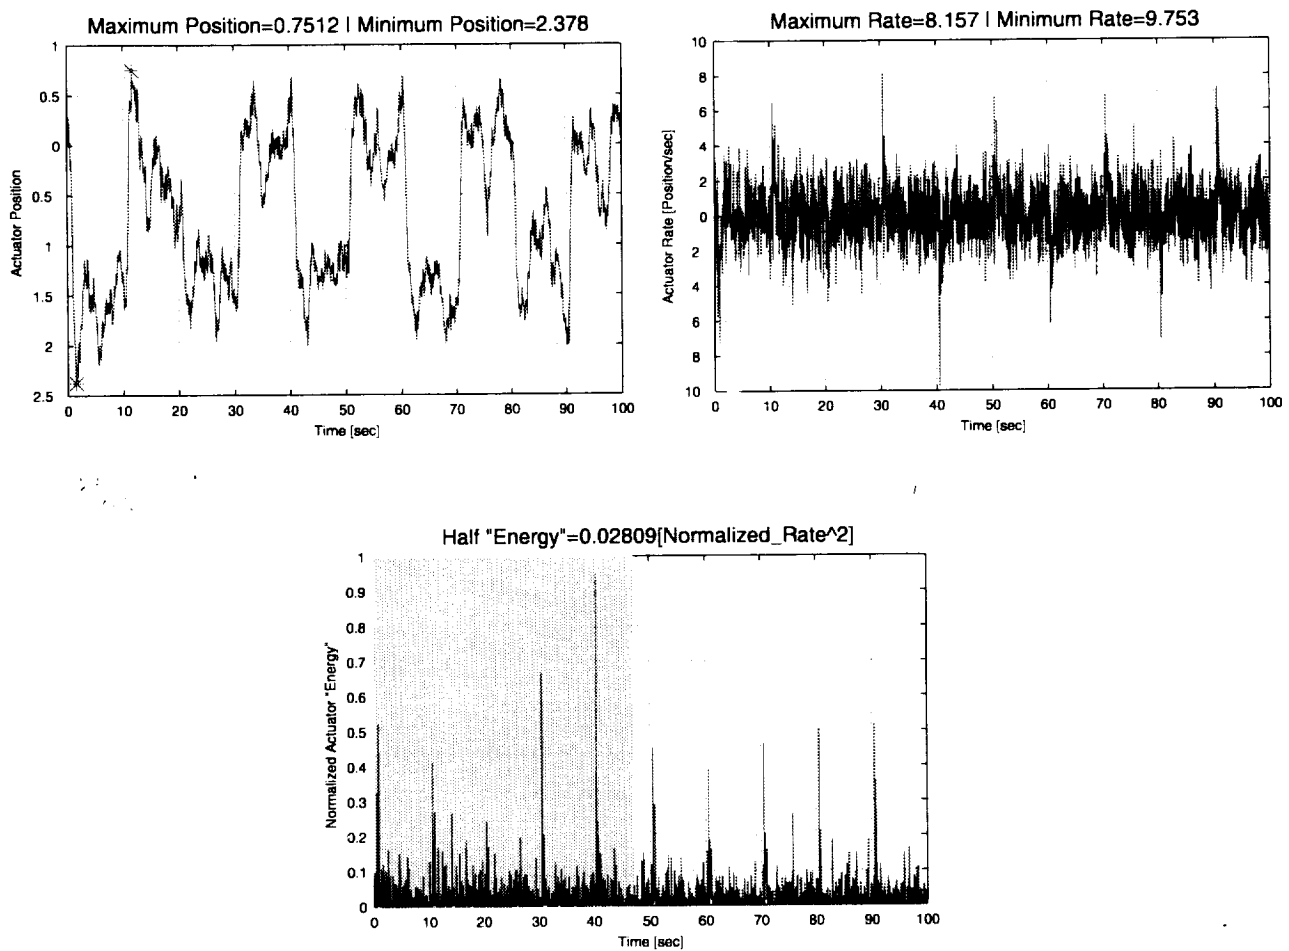 Maximum Position=0.7512 | Minimum Position=2.378
1
0.5
0
0.5
1
1.5
2
2.5
Actuator Position
0 10 20 30 40 50 60 70 80 90 100
Time [sec]
Maximum Rate=8.157 | Minimum Rate=9.753
10
8
6
4
2
0
2
4
6
8
10
Actuator Rate [Position/sec]
0 10 20 30 40 50 60 70 80 90 100
Time [sec]
Half "Energy"=0.02809[Normalized_Rate^2]
1
0.9
0.8
0.7
0.6
0.5
0.4
0.3
0.2
0.1
0
Normalized Actuator "Energy"
0 10 20 30 40 50 60 70 80 90 100
Time [sec]